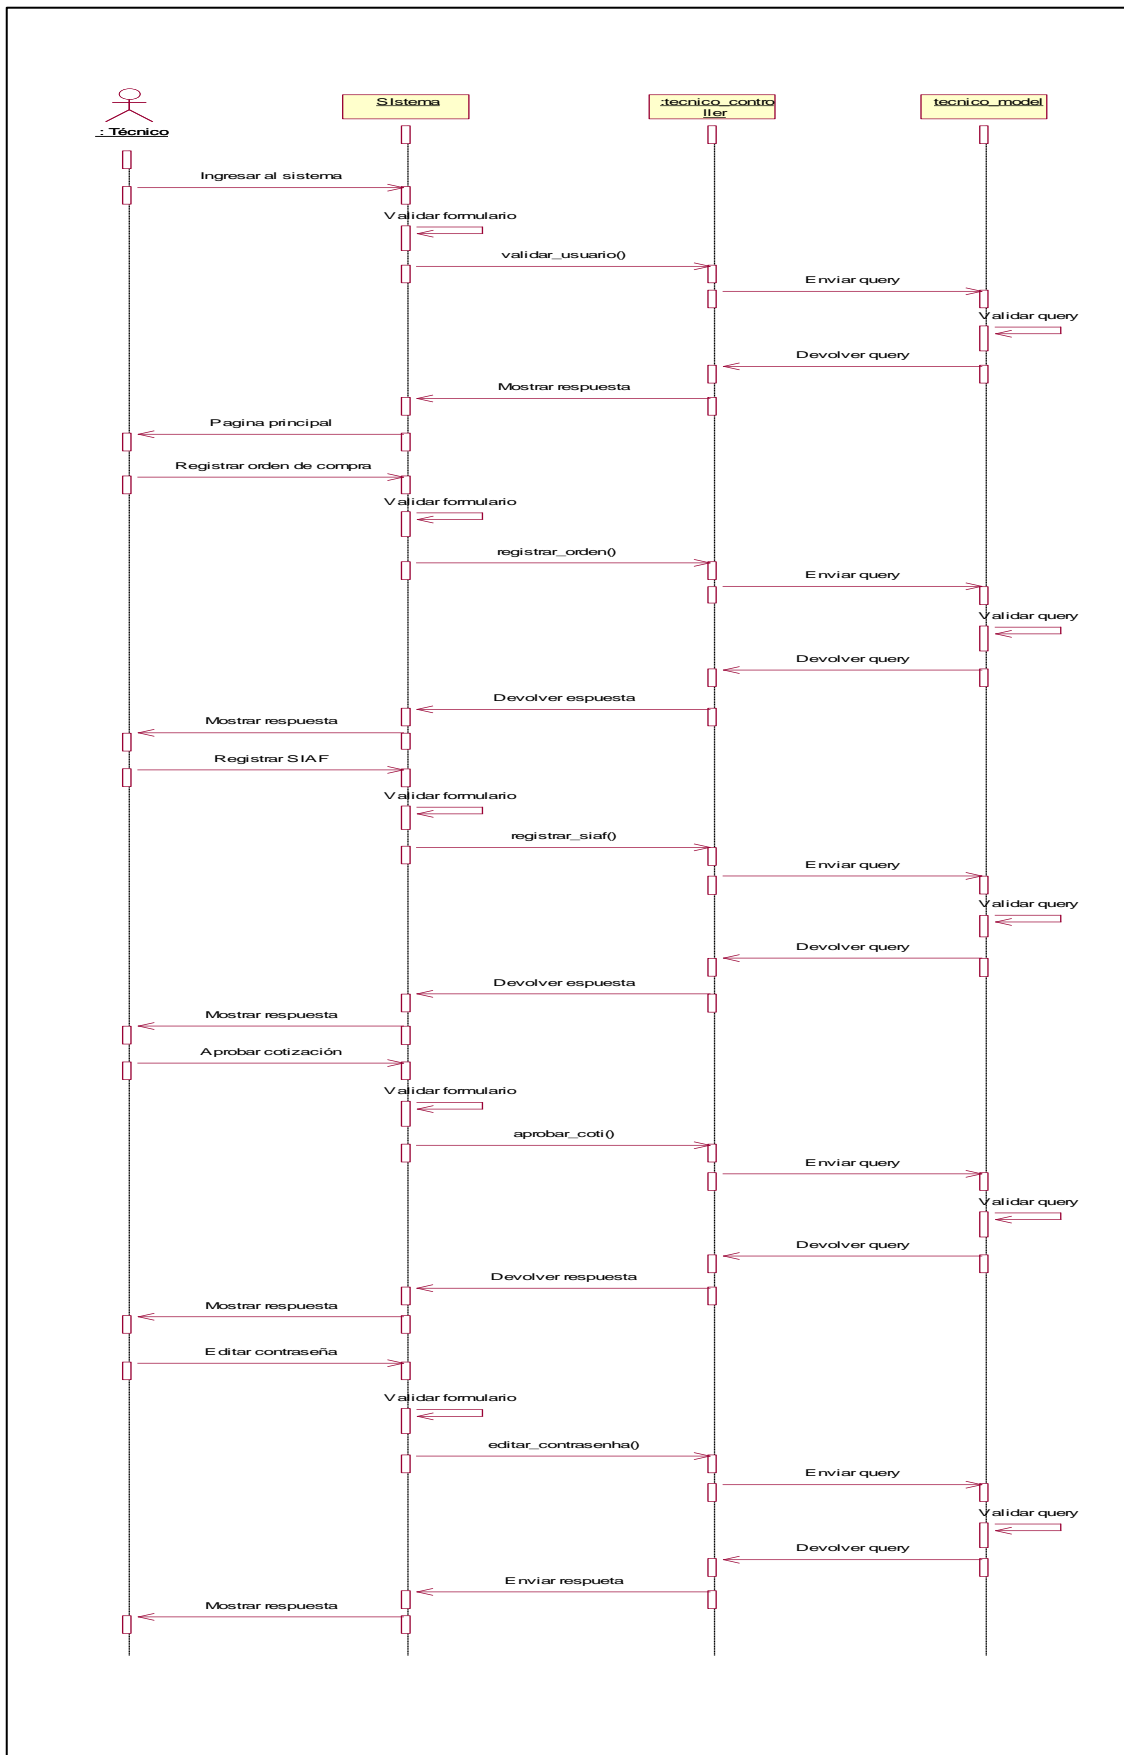 SIstema
:tecnico_contro
ller
tecnico_model
: Técnico
Ingresar al sistema
Validar formulario
validar_usuario()
Enviar query
Validar query
Devolver query
Mostrar respuesta
Pagina principal
Registrar orden de compra
Validar formulario
registrar_orden()
Enviar query
Validar query
Devolver query
Devolver espuesta
Mostrar respuesta
Registrar SIAF
Validar formulario
registrar_siaf()
Enviar query
Validar query
Devolver query
Devolver espuesta
Mostrar respuesta
Aprobar cotización
Validar formulario
aprobar_coti()
Enviar query
Validar query
Devolver query
Devolver respuesta
Mostrar respuesta
Editar contraseña
Validar formulario
editar_contrasenha()
Enviar query
Validar query
Devolver query
Enviar respueta
Mostrar respuesta